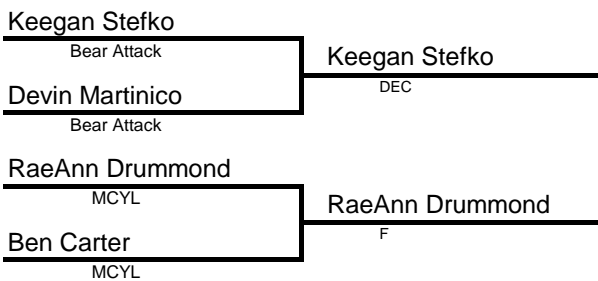 Keegan Stefko
Bear Attack
Keegan Stefko
DEC
Devin Martinico
Bear Attack
RaeAnn Drummond
MCYL
RaeAnn Drummond
F
Ben Carter
MCYL